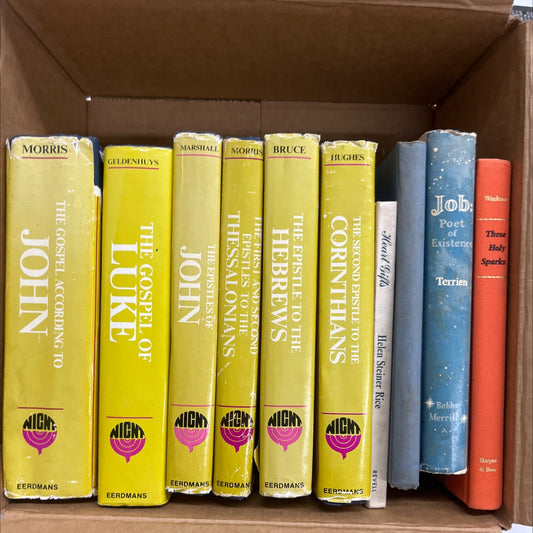 MORRIS
THE GOSPEL ACCORDING TO
JOHN
NICNT
EERDMANS
GELDENHUYS
THE GOSPEL OF
LUKE
NICNT
EERDMANS
MARSHALL
THE EPISTLES OF
JOHN
NICNT
EERDMANS
MORRIS
THE FIRST AND SECOND
EPISTLES TO THE
THESSALONIANS
NICNT
EERDMANS
BRUCE
THE EPISTLE TO THE
HEBREWS
NICNT
EERDMANS
HUGHES
THE SECOND EPISTLE TO THE
CORINTHIANS
NICNT
EERDMANS
Heart Gifts
Helen Steiner Rice
REVELL
Job:
Poet
of
Existence
Terrien
Bobbs
Merrill
These
Holy
Sparks
Harper
& Row